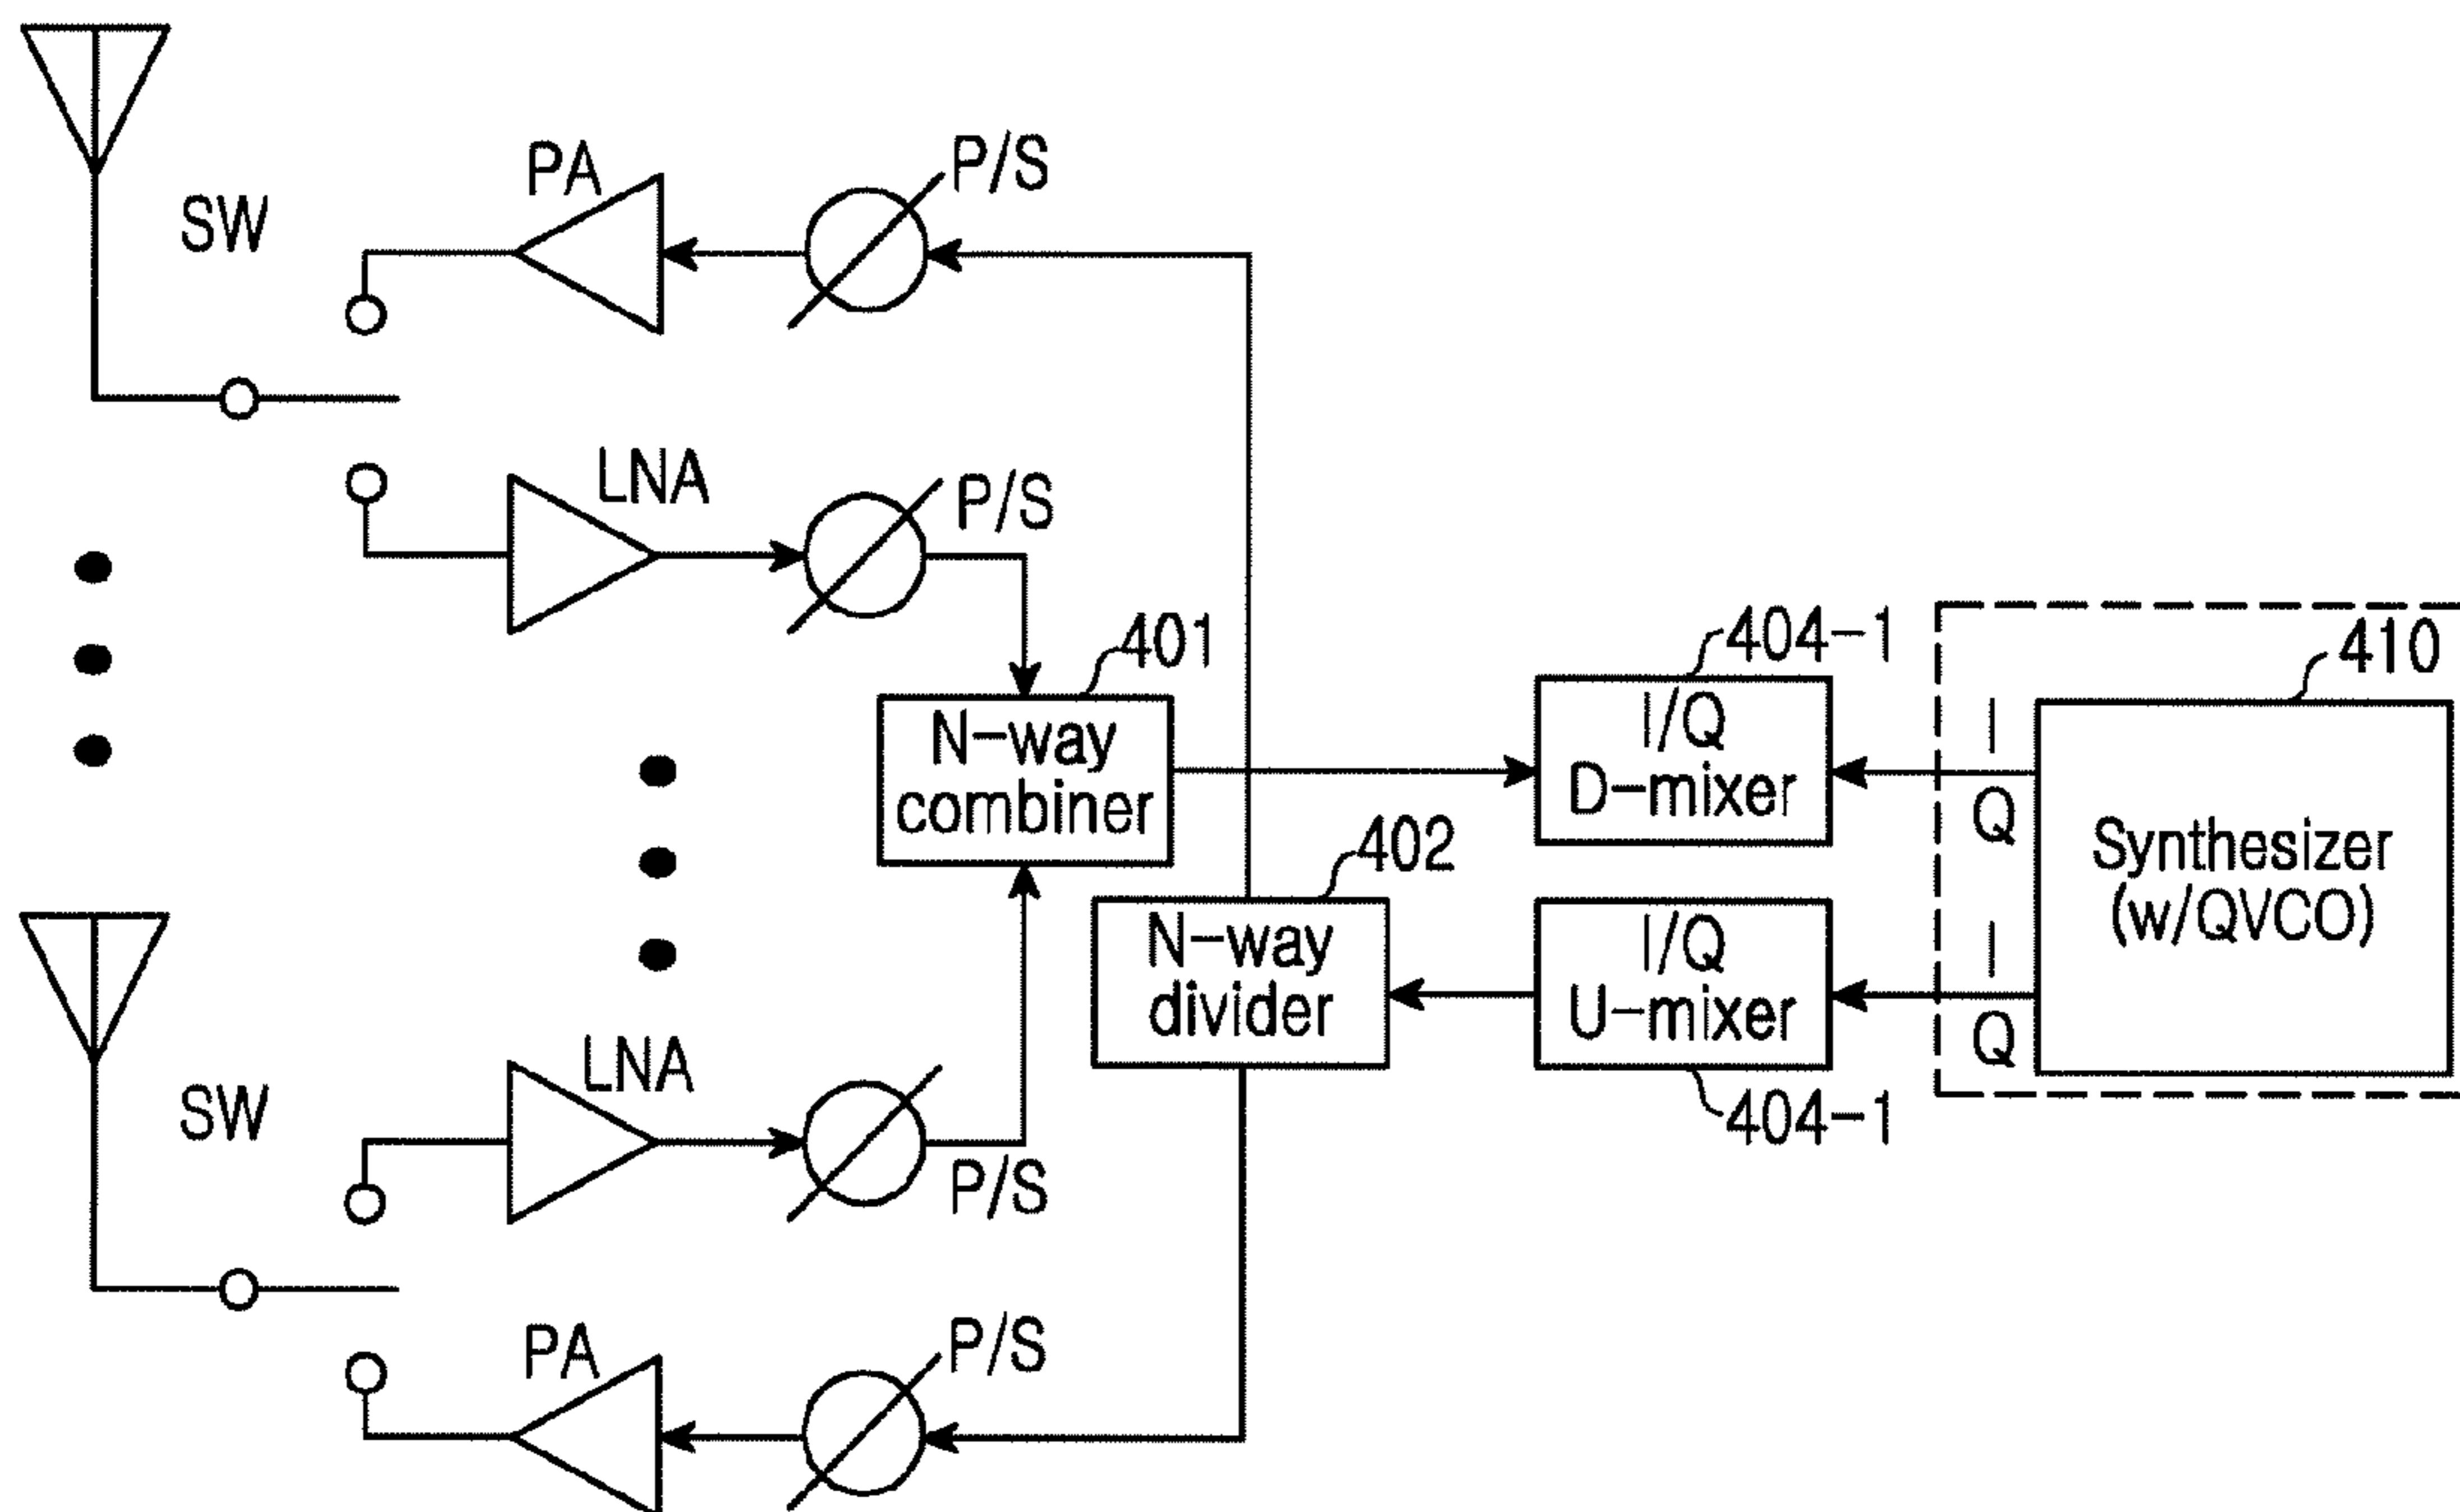 PA
P/S
SW
LNA
P/S
401
404-1
410
N-way
combiner
I/Q
D-mixer
I
Q
Synthesizer
(w/QVCO)
402
N-way
divider
I/Q
U-mixer
I
Q
404-1
LNA
SW
P/S
PA
P/S